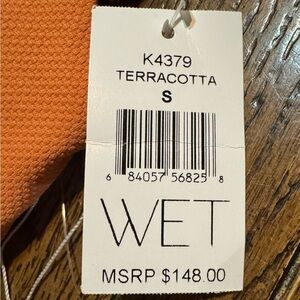 K4379
TERRACOTTA
S
6 84057 56825 8
WET
MSRP $148.00